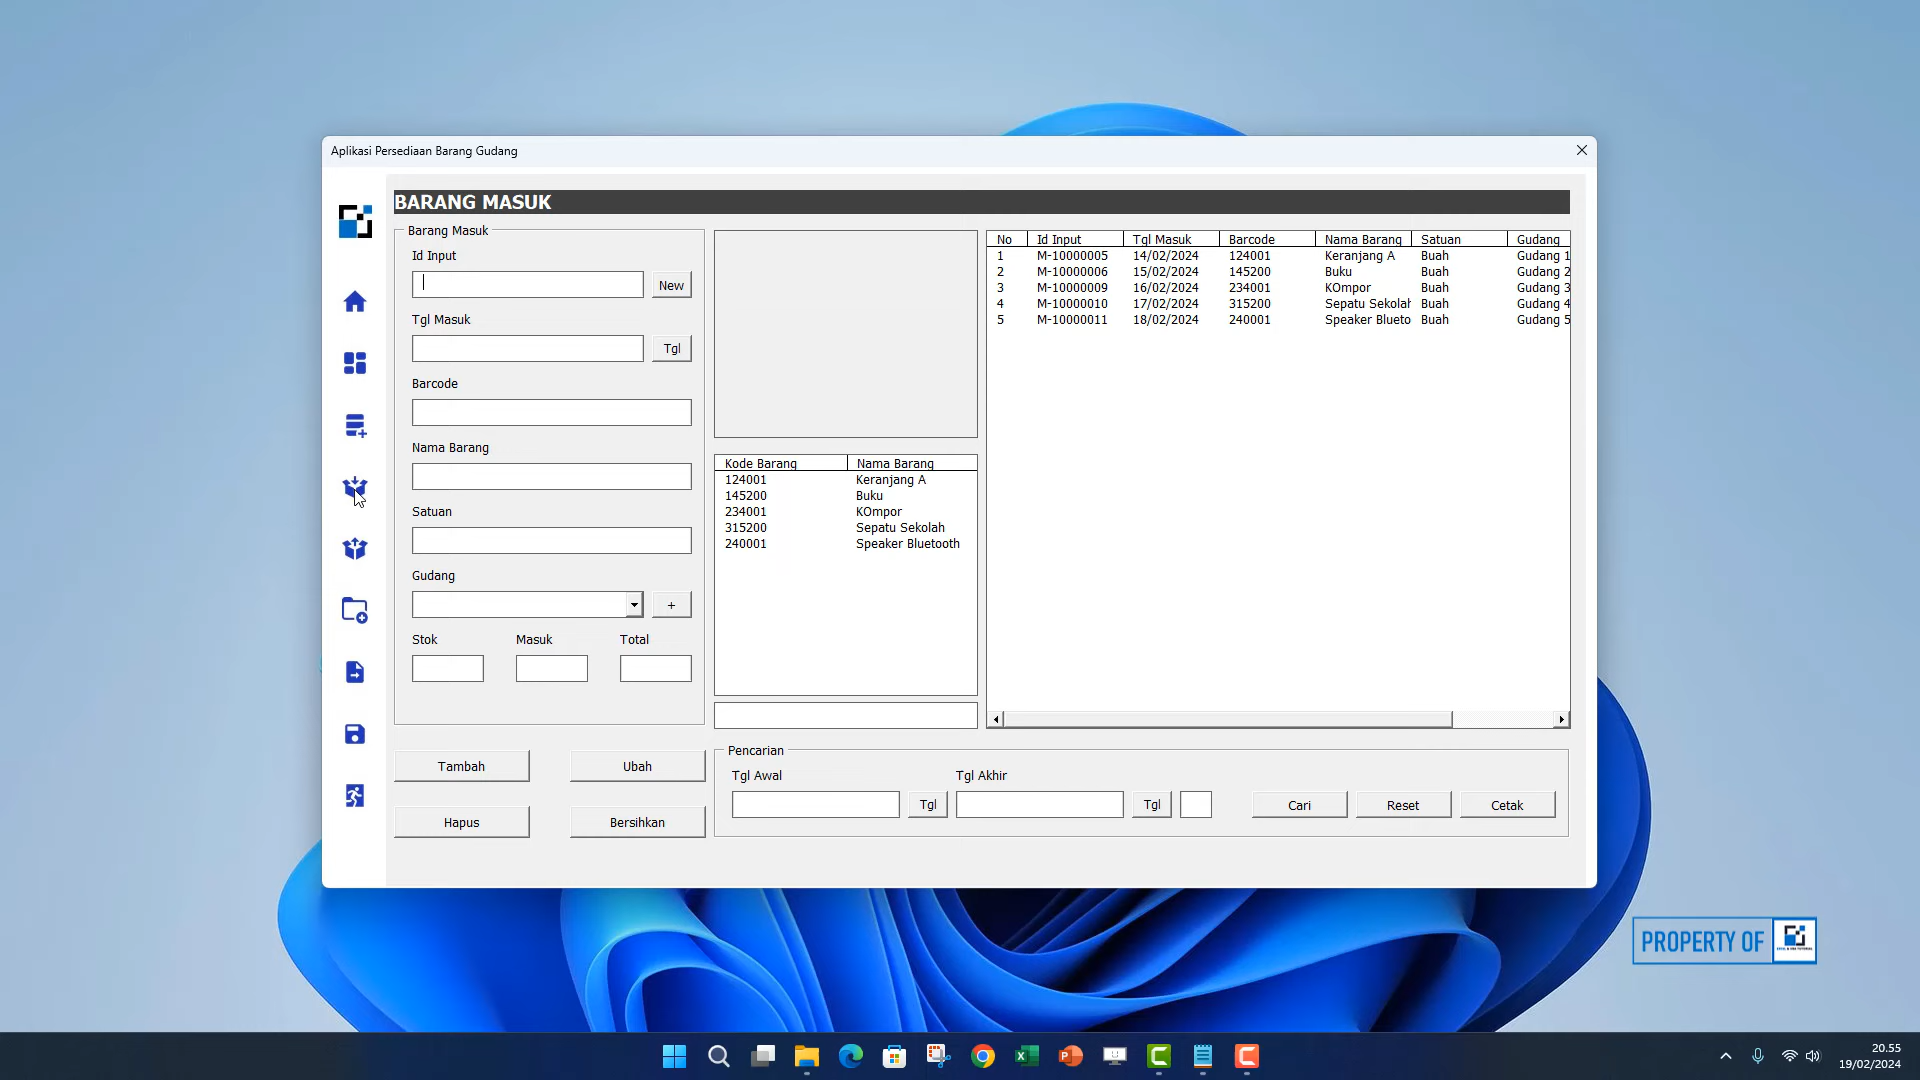 Aplikasi Persediaan Barang Gudang
BARANG MASUK
Barang Masuk
Id Input
New
Tgl Masuk
Tgl
Barcode
Nama Barang
Satuan
Gudang
+
Stok Masuk Total
Tambah Ubah
Hapus Bersihkan
Kode Barang Nama Barang
124001 Keranjang A
145200 Buku
234001 KOmpor
315200 Sepatu Sekolah
240001 Speaker Bluetooth
No Id Input Tgl Masuk Barcode Nama Barang Satuan Gudang
1 M-10000005 14/02/2024 124001 Keranjang A Buah Gudang 1
2 M-10000006 15/02/2024 145200 Buku Buah Gudang 2
3 M-10000009 16/02/2024 234001 KOmpor Buah Gudang 3
4 M-10000010 17/02/2024 315200 Sepatu Sekolah Buah Gudang 4
5 M-10000011 18/02/2024 240001 Speaker Blueto Buah Gudang 5
Pencarian
Tgl Awal Tgl Akhir
Tgl Tgl Cari Reset Cetak
PROPERTY OF
20.55
19/02/2024